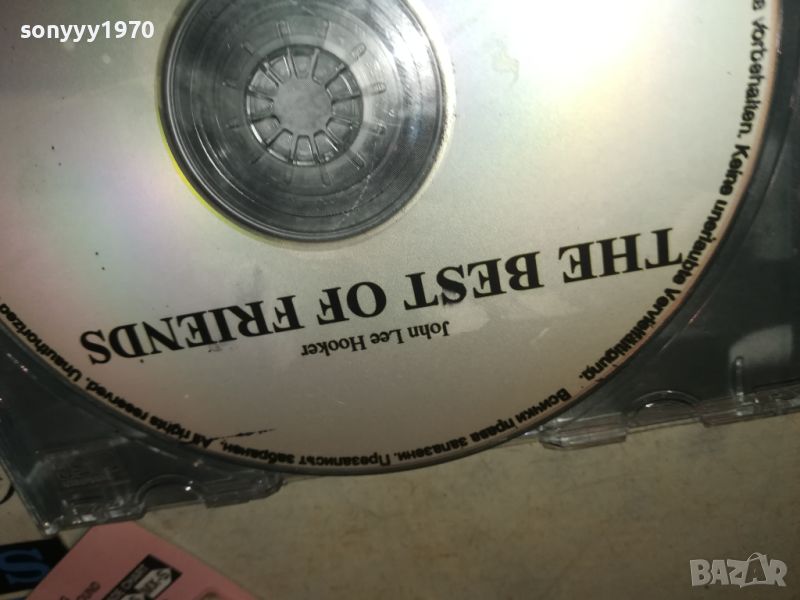 sonyyy1970
John Lee Hooker
THE BEST OF FRIENDS
vorbehalten. Keine unerlaubte Vervielfältigung.
Всички права запазени. Презаписът забранен.
All rights reserved. Unauthorized
BAZAR